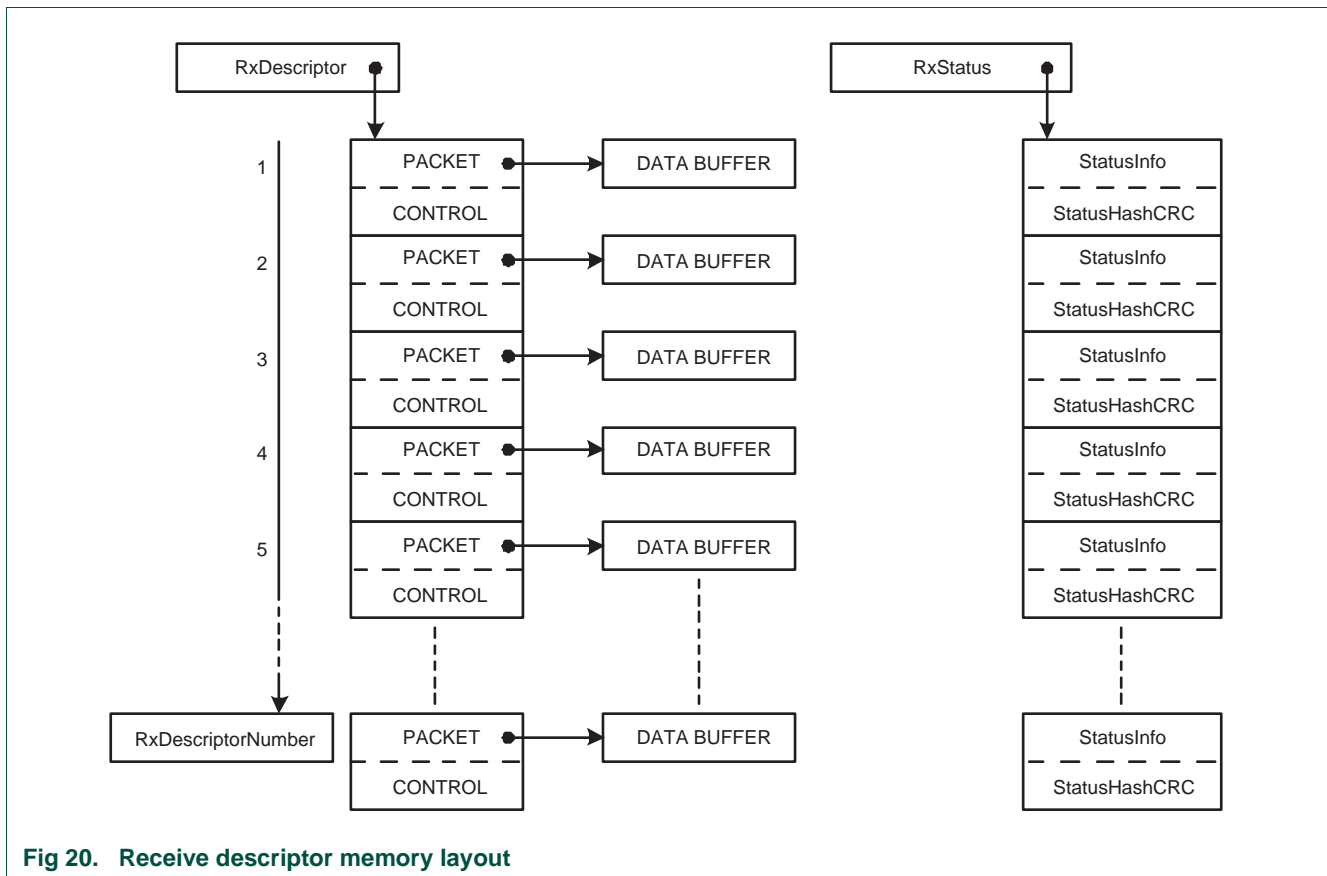 RxDescriptor
RxStatus
1
PACKET
DATA BUFFER
StatusInfo
CONTROL
StatusHashCRC
2
PACKET
DATA BUFFER
StatusInfo
CONTROL
StatusHashCRC
3
PACKET
DATA BUFFER
StatusInfo
CONTROL
StatusHashCRC
4
PACKET
DATA BUFFER
StatusInfo
CONTROL
StatusHashCRC
5
PACKET
DATA BUFFER
StatusInfo
CONTROL
StatusHashCRC
RxDescriptorNumber
PACKET
DATA BUFFER
StatusInfo
CONTROL
StatusHashCRC
Fig 20. Receive descriptor memory layout